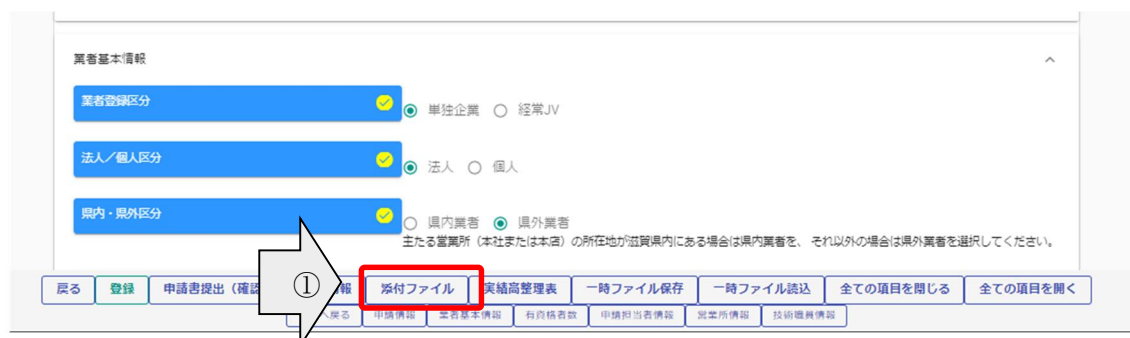 業者基本情報
業者登録区分
単独企業 経常JV
法人／個人区分
法人 個人
県内・県外区分
県内業者 県外業者
主たる営業所（本社または本店）の所在地が滋賀県内にある場合は県内業者を、 それ以外の場合は県外業者を選択してください。
①
戻る 登録 申請書提出（確認 報 添付ファイル 実績高整理表 一時ファイル保存 一時ファイル読込 全ての項目を閉じる 全ての項目を開く
へ戻る 申請情報 業者基本情報 有資格者数 申請担当者情報 営業所情報 技術職員情報